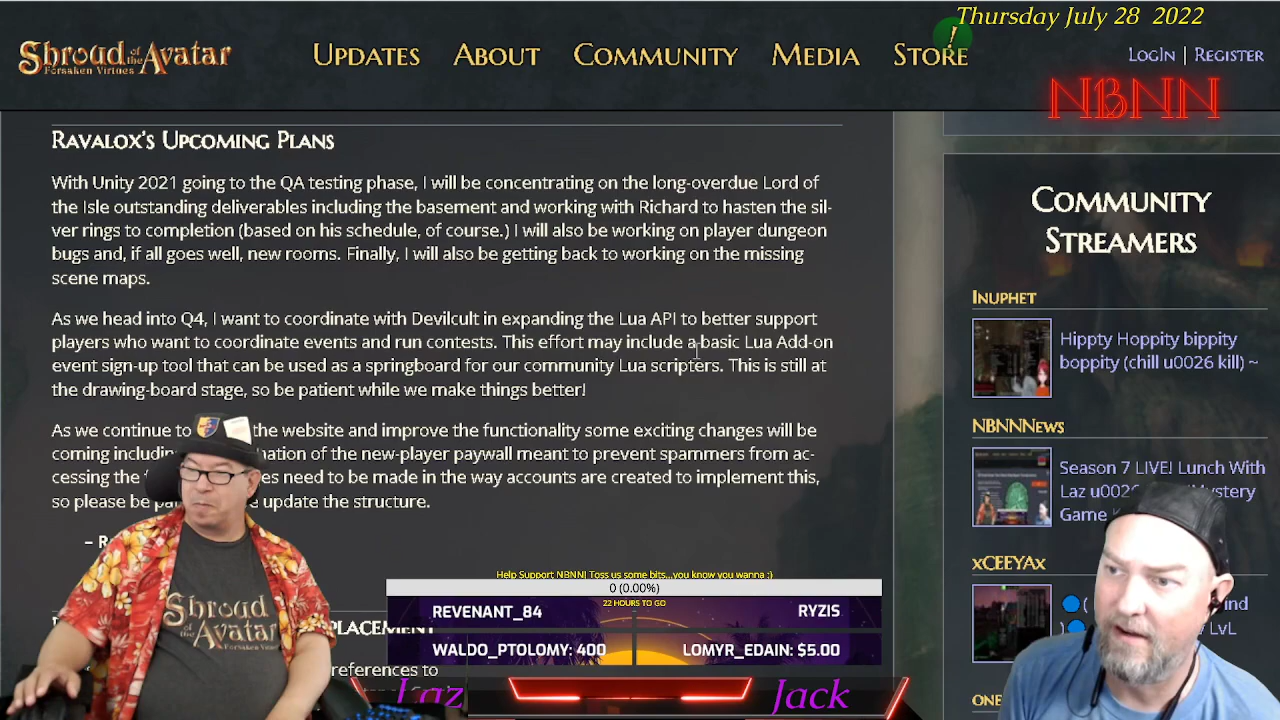 Thursday July 28 2022
Shroud of the Avatar
Forsaken Virtues
Updates About Community Media Store
!
LogIn | Register
NBNN
Ravalox's Upcoming Plans
With Unity 2021 going to the QA testing phase, I will be concentrating on the long-overdue Lord of
the Isle outstanding deliverables including the basement and working with Richard to hasten the sil-
ver rings to completion (based on his schedule, of course.) I will also be working on player dungeon
bugs and, if all goes well, new rooms. Finally, I will also be getting back to working on the missing
scene maps.
As we head into Q4, I want to coordinate with Devilcult in expanding the Lua API to better support
players who want to coordinate events and run contests. This effort may include a basic Lua Add-on
event sign-up tool that can be used as a springboard for our community Lua scripters. This is still at
the drawing-board stage, so be patient while we make things better!
As we continue to the website and improve the functionality some exciting changes will be
coming of the new-player paywall meant to prevent spammers from ac-
cessing the need to be made in the way accounts are created to implement this,
so please be update the structure.
Community
Streamers
Inuphet
Hippty Hoppity bippity
boppity (chill u0026 kill) ~
NBNNNews
Season 7 LIVE! Lunch With
Laz u0026 Mystery
Game
xCEEYAx
LvL
Shroud
of the Avatar
Forsaken Virtues
references to
Help Support NBNN! Toss us some bits...you know you wanna :)
0 (0.00%)
22 HOURS TO GO
REVENANT_84
RYZIS
WALDO_PTOLOMY: 400
LOMYR_EDAIN: $5.00
Laz
Jack